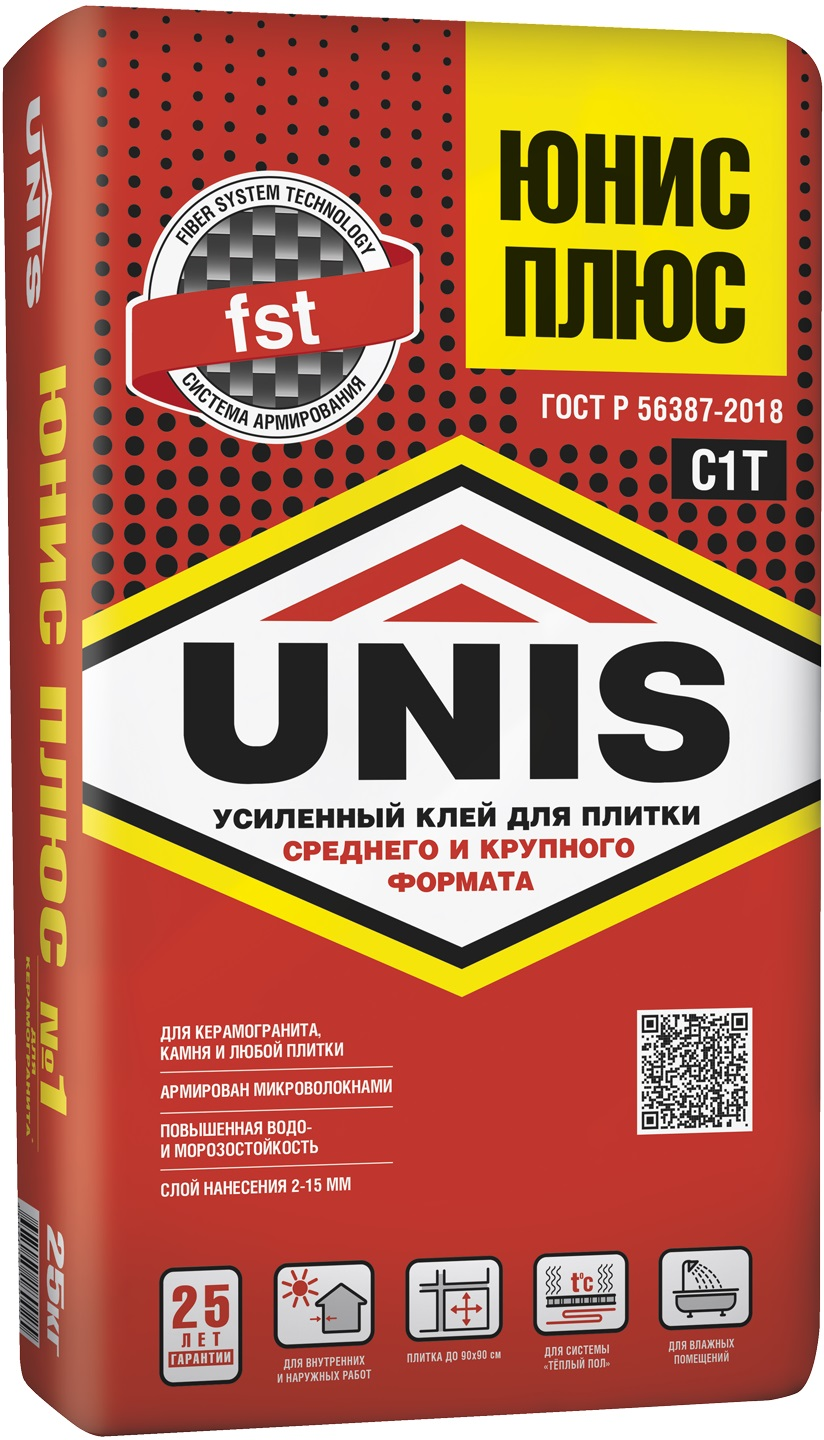 ЮНИС
ПЛЮС
FIBER SYSTEM TECHNOLOGY
fst
СИСТЕМА АРМИРОВАНИЯ
ГОСТ Р 56387-2018
С1Т
UNIS
УСИЛЕННЫЙ КЛЕЙ ДЛЯ ПЛИТКИ
СРЕДНЕГО И КРУПНОГО
ФОРМАТА
ДЛЯ КЕРАМОГРАНИТА,
КАМНЯ И ЛЮБОЙ ПЛИТКИ
АРМИРОВАН МИКРОВОЛОКНАМИ
ПОВЫШЕННАЯ ВОДО-
И МОРОЗОСТОЙКОСТЬ
СЛОЙ НАНЕСЕНИЯ 2-15 ММ
25
ЛЕТ
ГАРАНТИИ
ДЛЯ ВНУТРЕННИХ
И НАРУЖНЫХ РАБОТ
ПЛИТКА ДО 90х90 см
t°c
ДЛЯ СИСТЕМЫ
«ТЁПЛЫЙ ПОЛ»
ДЛЯ ВЛАЖНЫХ
ПОМЕЩЕНИЙ
UNIS
ЮНИС ПЛЮС №1
ДЛЯ
КЕРАМОГРАНИТА
25КГ